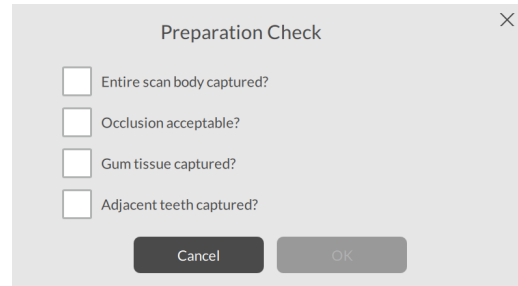 Preparation Check
Entire scan body captured?
Occlusion acceptable?
Gum tissue captured?
Adjacent teeth captured?
Cancel
OK